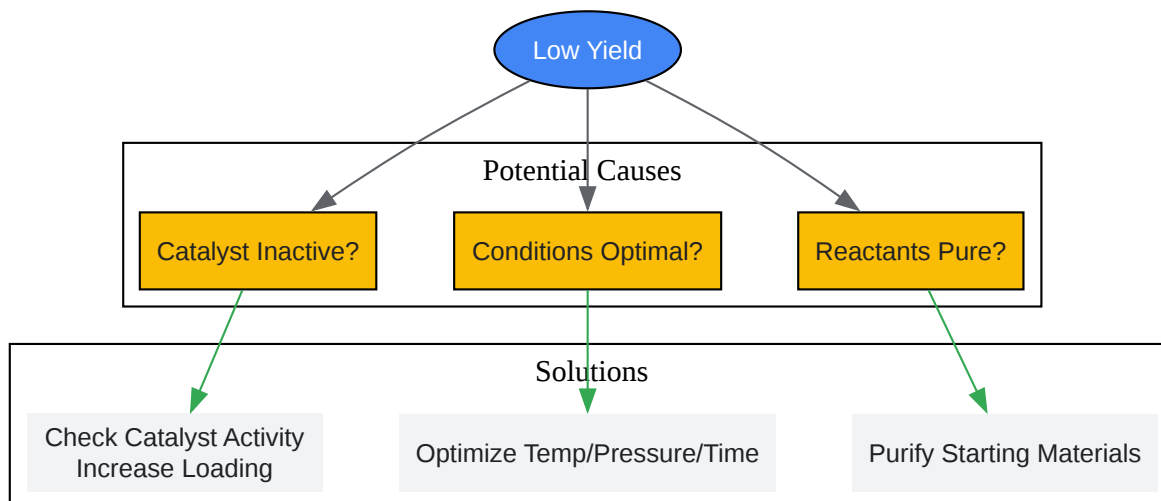 Low Yield
Potential Causes
Catalyst Inactive?
Conditions Optimal?
Reactants Pure?
Solutions
Check Catalyst Activity
Increase Loading
Optimize Temp/Pressure/Time
Purify Starting Materials